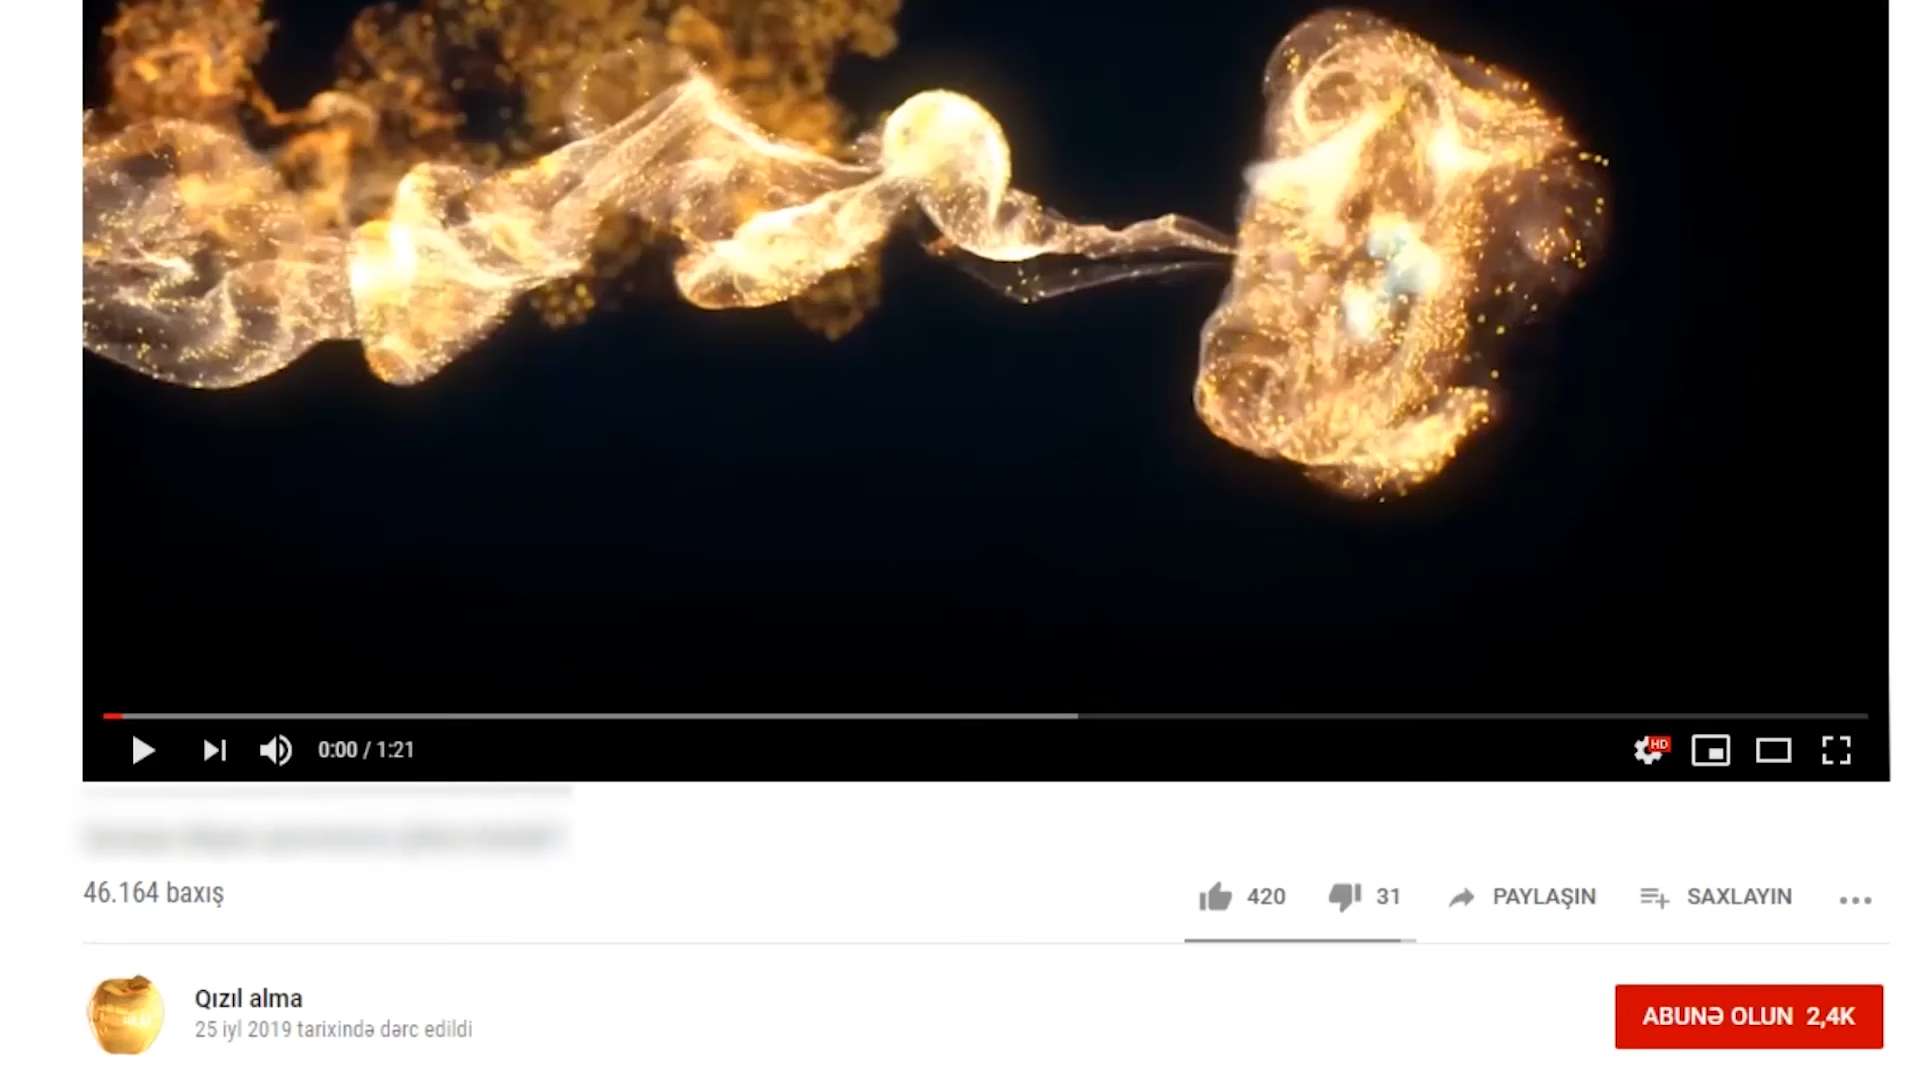 0:00 / 1:21
HD
46.164 baxış
420
31
PAYLAŞIN
SAXLAYIN
Qızıl alma
25 iyl 2019 tarixində dərc edildi
ABUNƏ OLUN 2,4K